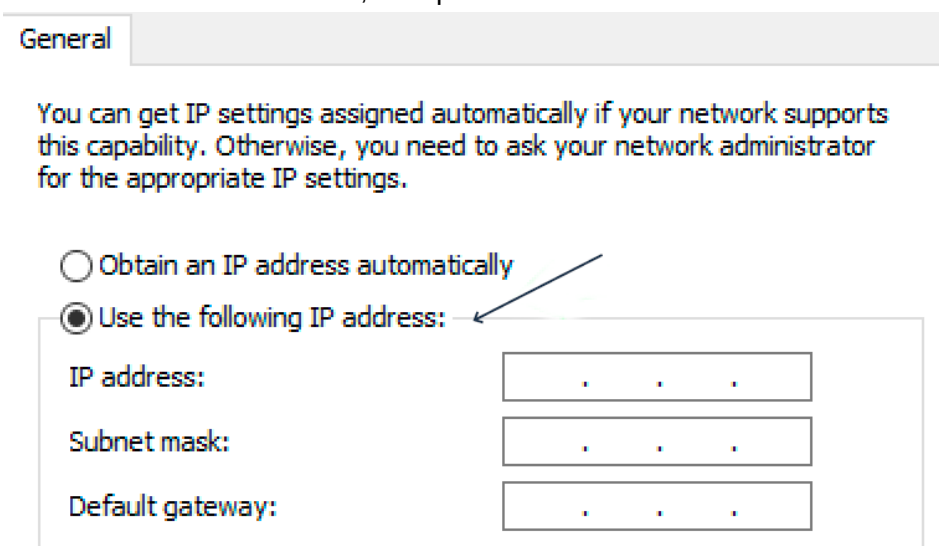 General
You can get IP settings assigned automatically if your network supports
this capability. Otherwise, you need to ask your network administrator
for the appropriate IP settings.
Obtain an IP address automatically
Use the following IP address:
IP address: . . .
Subnet mask: . . .
Default gateway: . . .